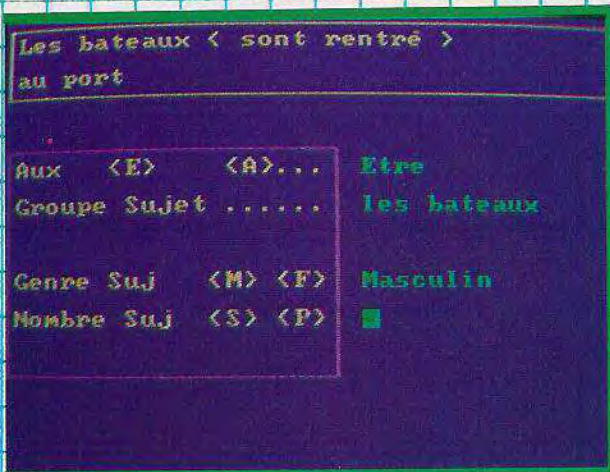 Les bateaux < sont rentré >
au port
Aux <E> <A>... Etre
Groupe Sujet ...... les bateaux
Genre Suj <M> <F> Masculin
Nombre Suj <S> <P>